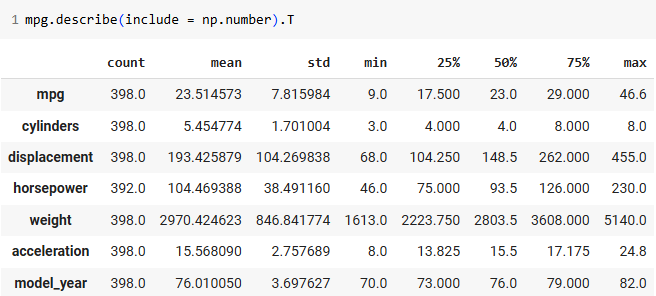 1 mpg.describe(include = np.number).T
count mean std min 25% 50% 75% max
mpg 398.0 23.514573 7.815984 9.0 17.500 23.0 29.000 46.6
cylinders 398.0 5.454774 1.701004 3.0 4.000 4.0 8.000 8.0
displacement 398.0 193.425879 104.269838 68.0 104.250 148.5 262.000 455.0
horsepower 392.0 104.469388 38.491160 46.0 75.000 93.5 126.000 230.0
weight 398.0 2970.424623 846.841774 1613.0 2223.750 2803.5 3608.000 5140.0
acceleration 398.0 15.568090 2.757689 8.0 13.825 15.5 17.175 24.8
model_year 398.0 76.010050 3.697627 70.0 73.000 76.0 79.000 82.0